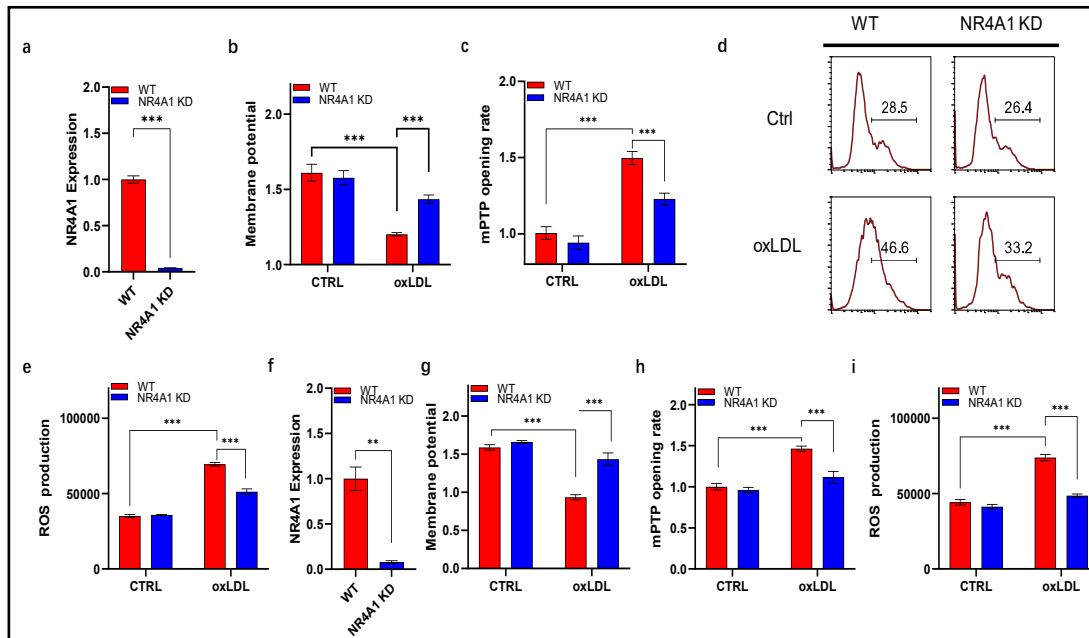 a
NR4A1 Expression
2.0
1.5
1.0
0.5
0.0
WT
NR4A1 KD
***
WT
NR4A1 KD
b
Membrane potential
2.0
1.5
1.0
WT
NR4A1 KD
***
***
CTRL
oxLDL
c
mPTP opening rate
2.0
1.5
1.0
WT
NR4A1 KD
***
***
CTRL
oxLDL
d
WT NR4A1 KD
Ctrl
28.5
26.4
oxLDL
46.6
33.2
e
ROS production
100000
50000
0
WT
NR4A1 KD
***
***
CTRL
oxLDL
f
NR4A1 Expression
2.0
1.5
1.0
0.5
0.0
WT
NR4A1 KD
**
WT
NR4A1 KD
g
Membrane potential
2.0
1.5
1.0
0.5
0.0
WT
NR4A1 KD
***
***
CTRL
oxLDL
h
mPTP opening rate
2.0
1.5
1.0
0.5
0.0
WT
NR4A1 KD
***
***
CTRL
oxLDL
i
ROS production
100000
50000
0
WT
NR4A1 KD
***
***
CTRL
oxLDL